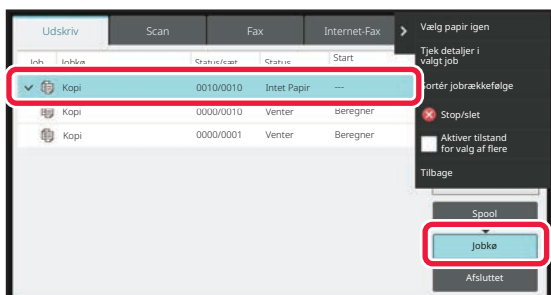 Udskriv Scan Fax Internet-Fax
Job Jobkø Status/sæt Status Start
Kopi 0010/0010 Intet Papir ---
Kopi 0000/0010 Venter Beregner
Kopi 0000/0001 Venter Beregner
Vælg papir igen
Tjek detaljer i
valgt job
Sortér jobrækkefølge
Stop/slet
Aktiver tilstand
for valg af flere
Tilbage
Spool
Jobkø
Afsluttet